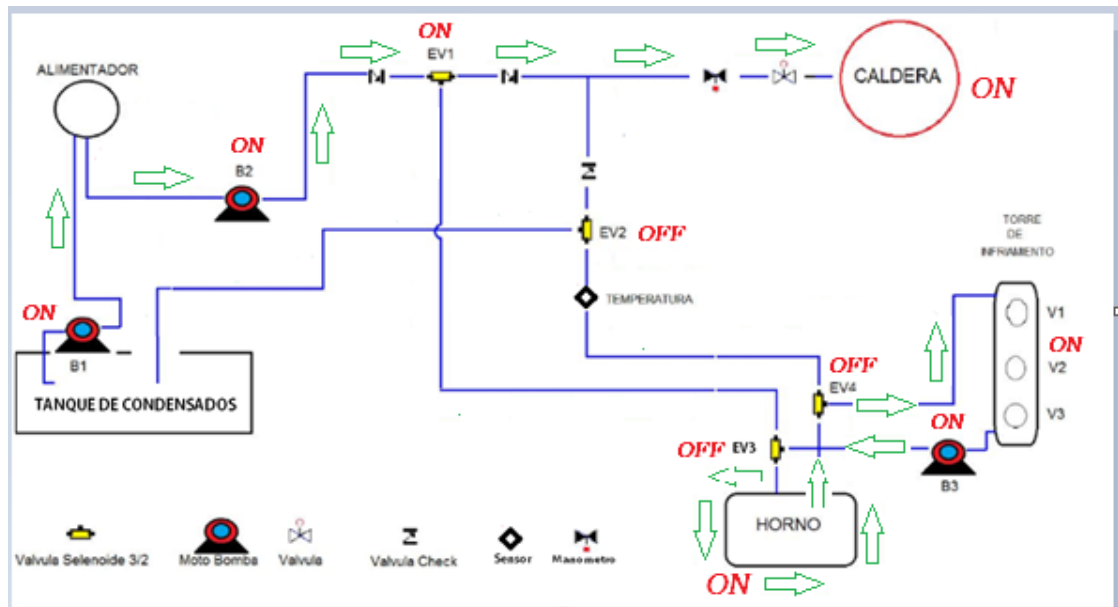 ON
EV1
ALIMENTADOR
CALDERA
ON
ON
B2
EV2 OFF
TORRE
DE
INFRIAMIENTO
TEMPERATURA
V1
ON
ON
V2
B1
OFF
EV4
V3
TANQUE DE CONDENSADOS
ON
OFF EV3
B3
HORNO
Valvula Selenoide 3/2
Moto Bomba
Valvula
Valvula Check
Sensor
Manometro
ON